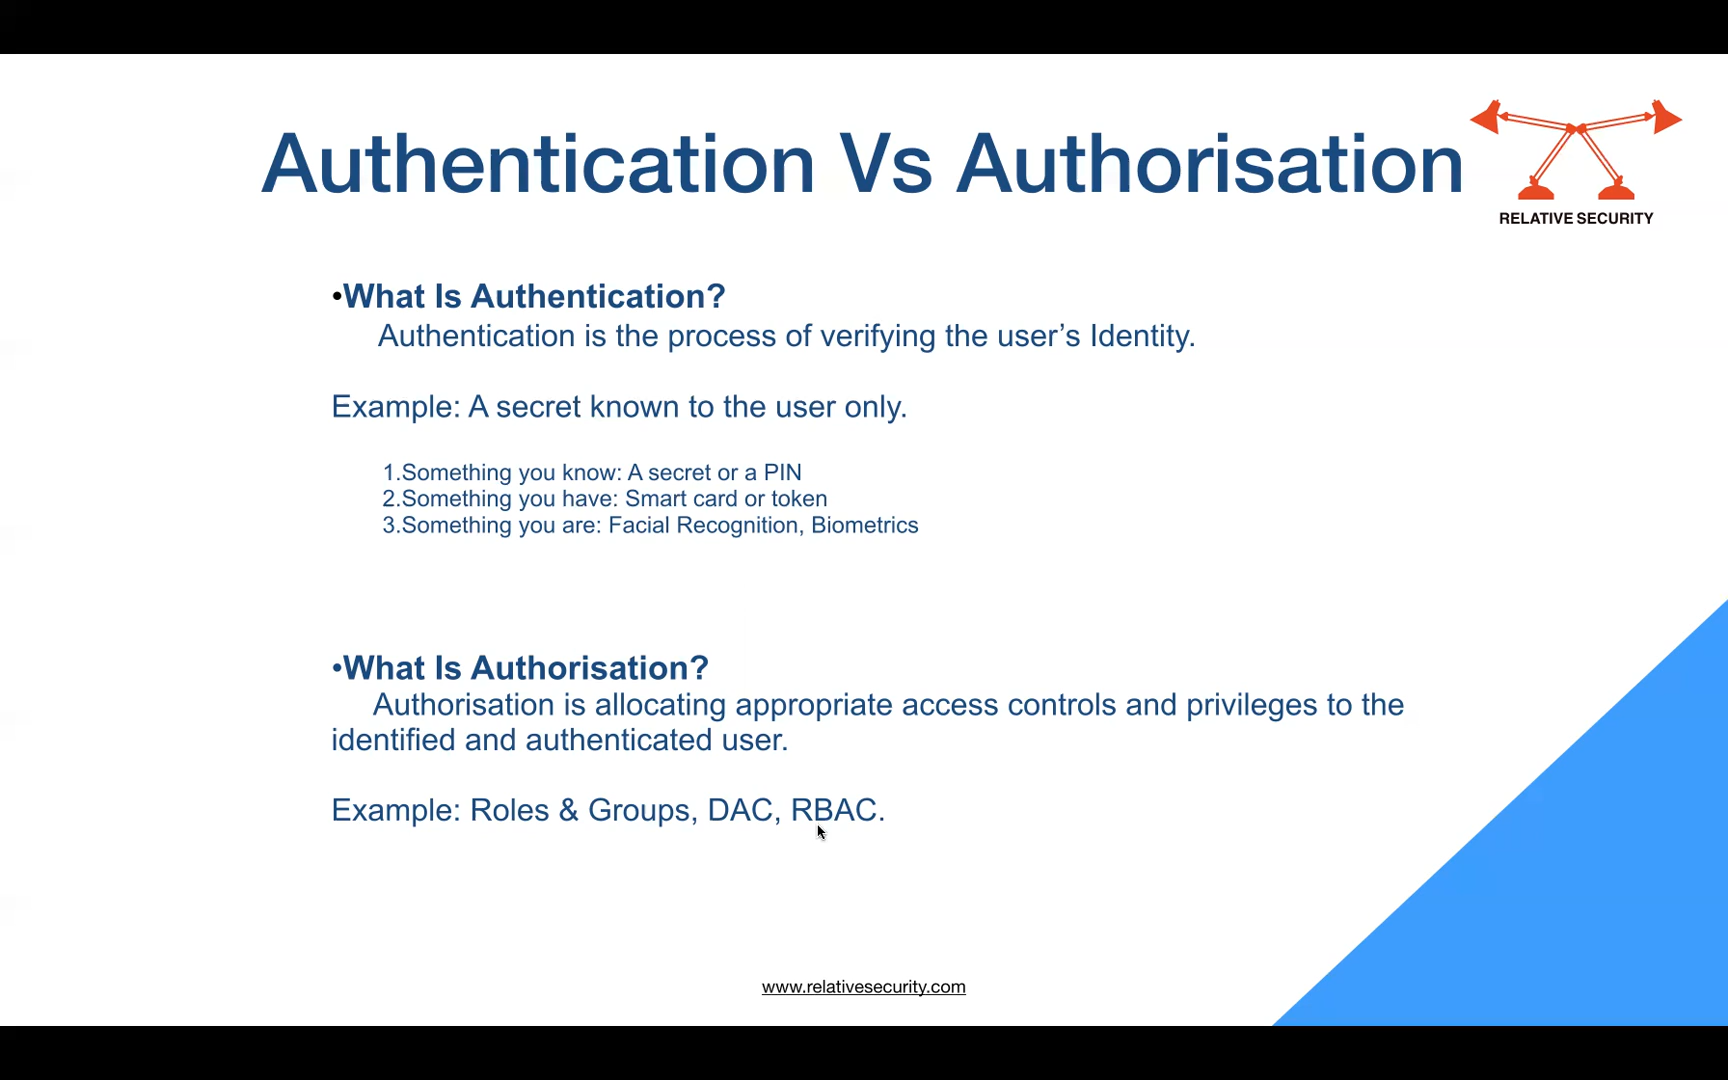 Authentication Vs Authorisation
RELATIVE SECURITY
•What Is Authentication?
Authentication is the process of verifying the user’s Identity.
Example: A secret known to the user only.
1.Something you know: A secret or a PIN
2.Something you have: Smart card or token
3.Something you are: Facial Recognition, Biometrics
•What Is Authorisation?
Authorisation is allocating appropriate access controls and privileges to the
identified and authenticated user.
Example: Roles & Groups, DAC, RBAC.
www.relativesecurity.com